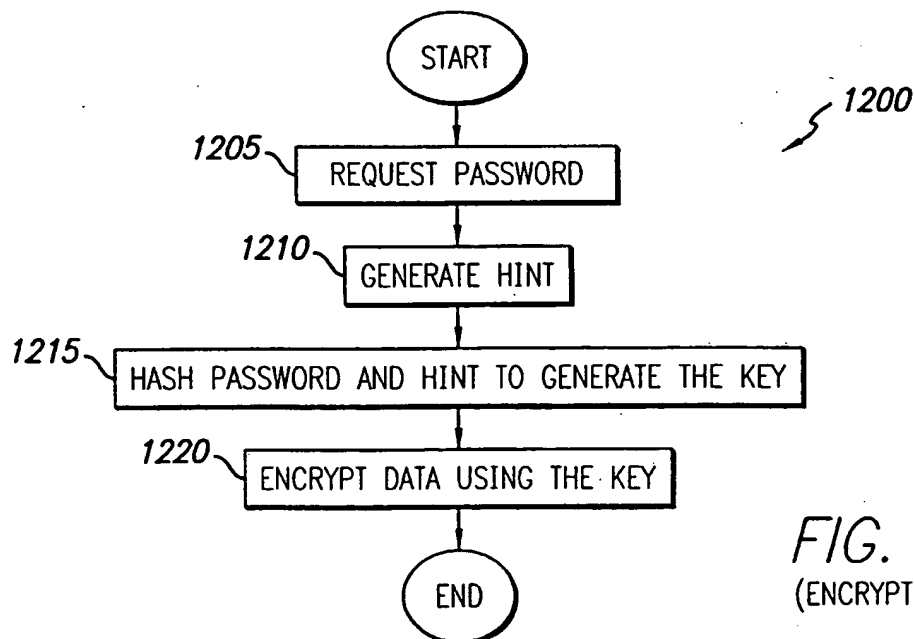 START
1200
1205
REQUEST PASSWORD
1210
GENERATE HINT
1215
HASH PASSWORD AND HINT TO GENERATE THE KEY
1220
ENCRYPT DATA USING THE KEY
END
FIG.
(ENCRYPT